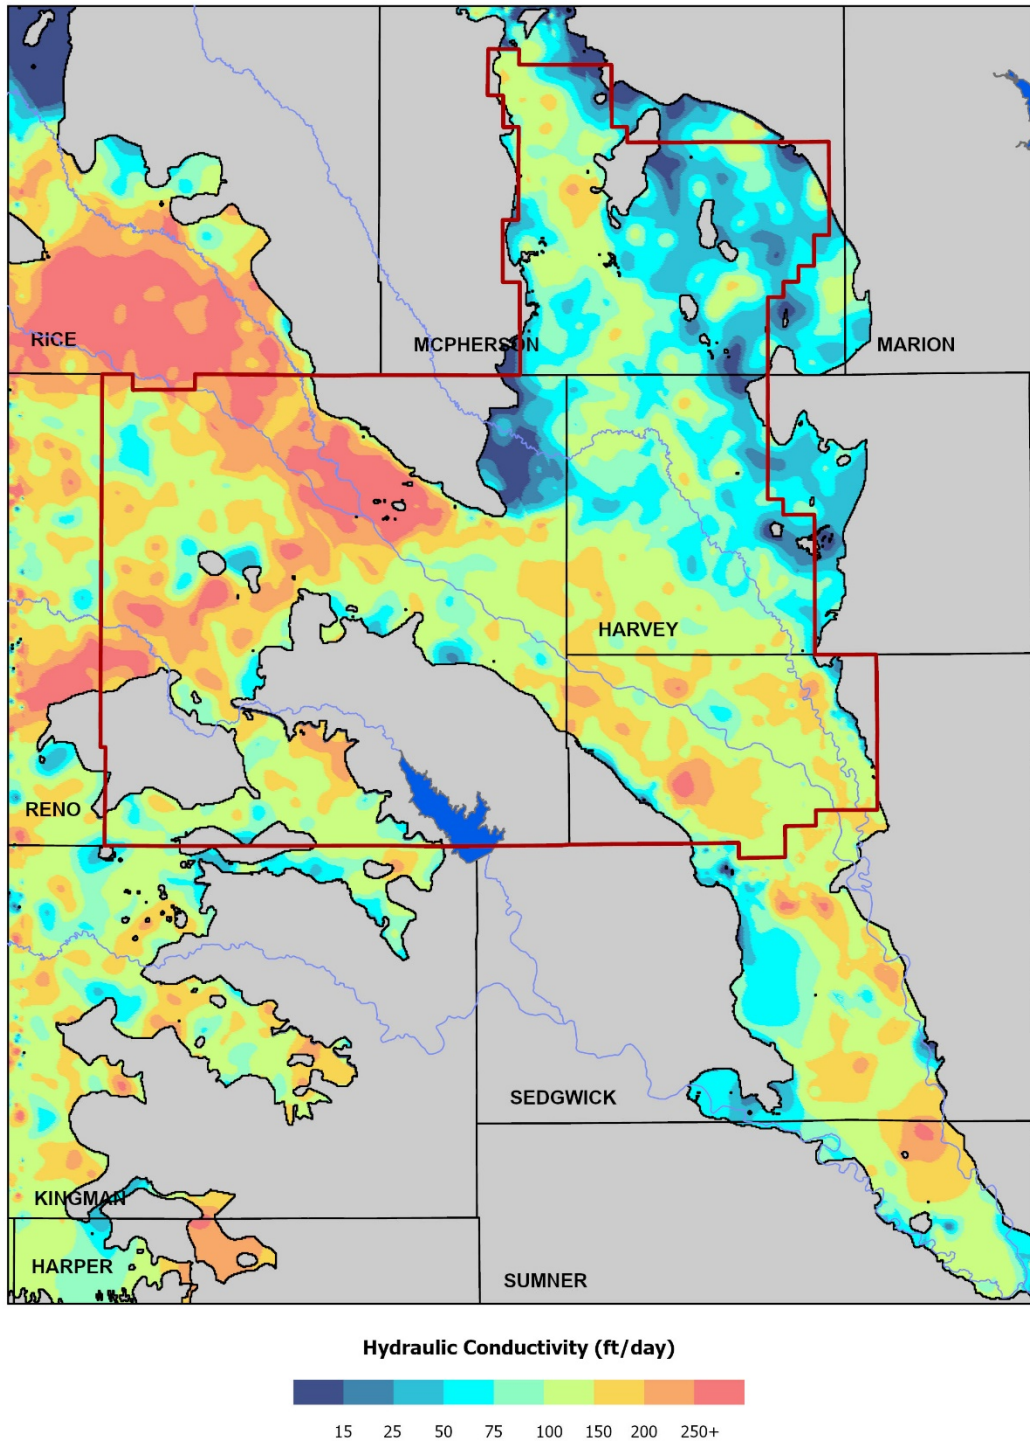 RICE
MCPHERSON
MARION
HARVEY
RENO
SEDGWICK
KINGMAN
HARPER
SUMNER
Hydraulic Conductivity (ft/day)
15 25 50 75 100 150 200 250+